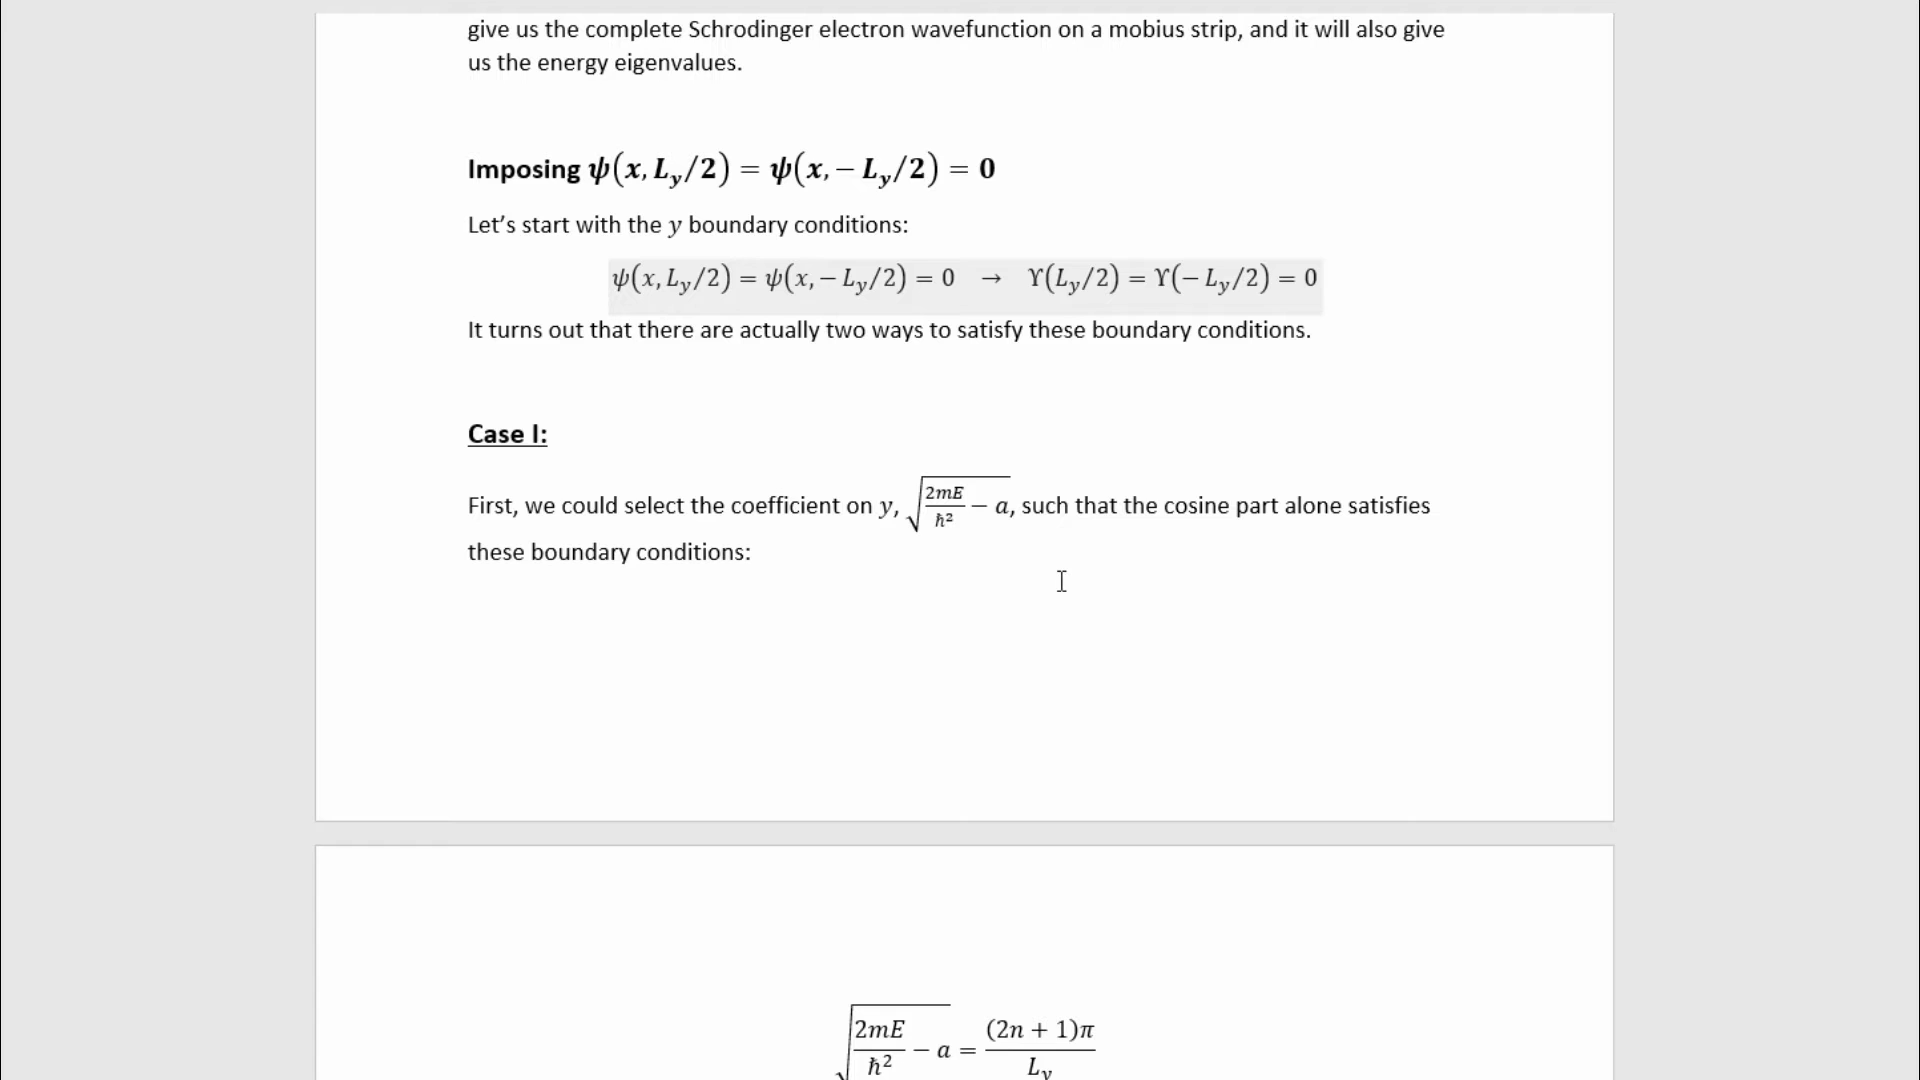 give us the complete Schrodinger electron wavefunction on a mobius strip, and it will also give
us the energy eigenvalues.
Imposing ψ(x, L_y/2) = ψ(x, − L_y/2) = 0
Let’s start with the y boundary conditions:
ψ(x, L_y/2) = ψ(x, − L_y/2) = 0 → ϒ(L_y/2) = ϒ(− L_y/2) = 0
It turns out that there are actually two ways to satisfy these boundary conditions.
Case I:
First, we could select the coefficient on y, √(2mE/ℏ² − a), such that the cosine part alone satisfies
these boundary conditions:
√(2mE/ℏ² − a) = (2n + 1)π/L_y